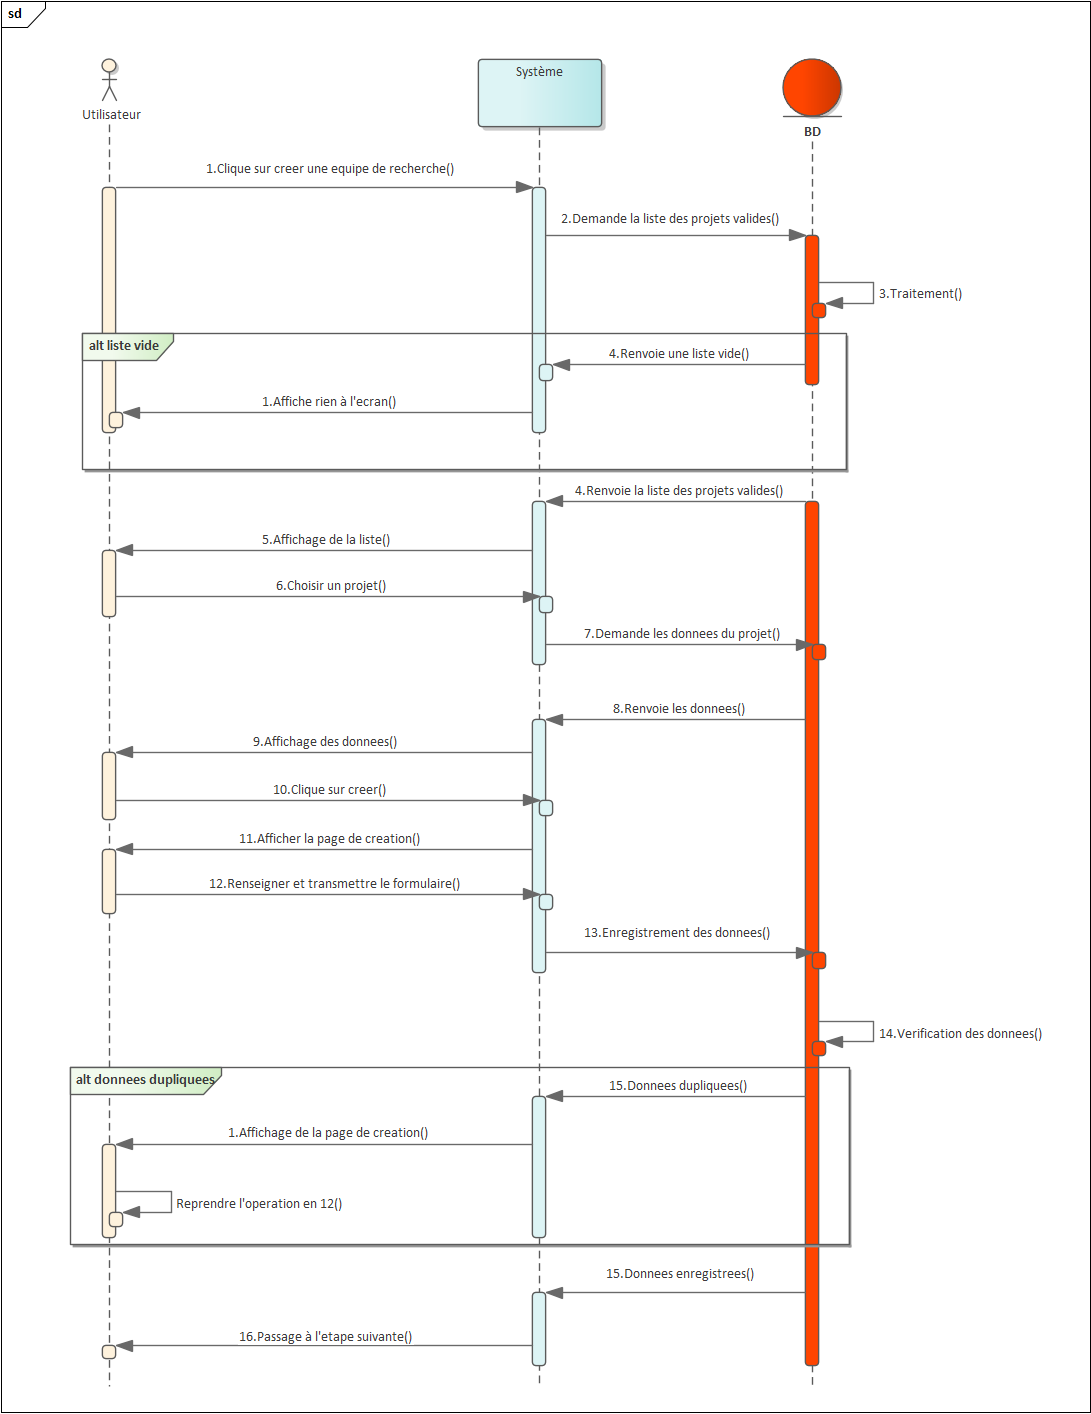 sd
Utilisateur
Système
BD
1.Clique sur creer une equipe de recherche()
2.Demande la liste des projets valides()
3.Traitement()
alt liste vide
4.Renvoie une liste vide()
1.Affiche rien à l'ecran()
4.Renvoie la liste des projets valides()
5.Affichage de la liste()
6.Choisir un projet()
7.Demande les donnees du projet()
8.Renvoie les donnees()
9.Affichage des donnees()
10.Clique sur creer()
11.Afficher la page de creation()
12.Renseigner et transmettre le formulaire()
13.Enregistrement des donnees()
14.Verification des donnees()
alt donnees dupliquees
15.Donnees dupliquees()
1.Affichage de la page de creation()
Reprendre l'operation en 12()
15.Donnees enregistrees()
16.Passage à l'etape suivante()